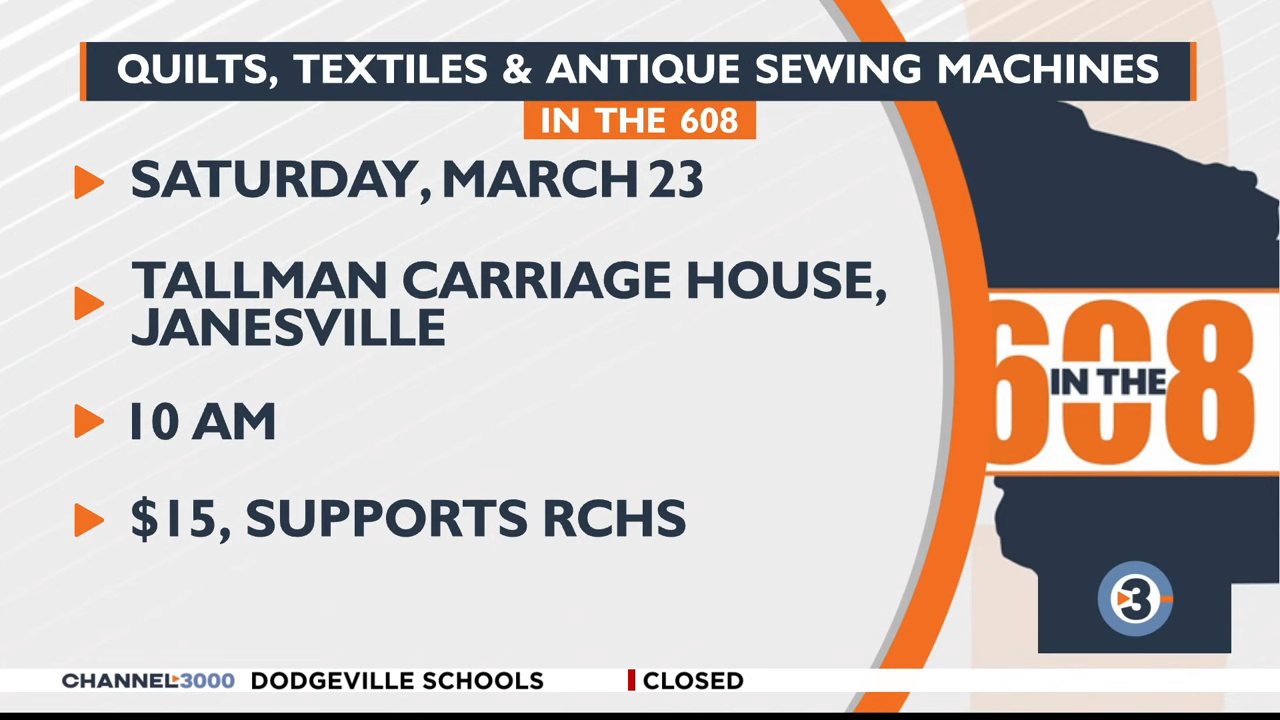 QUILTS, TEXTILES & ANTIQUE SEWING MACHINES
IN THE 608
SATURDAY, MARCH 23
TALLMAN CARRIAGE HOUSE,
JANESVILLE
10 AM
$15, SUPPORTS RCHS
608
IN THE
3
CHANNEL3000 DODGEVILLE SCHOOLS CLOSED